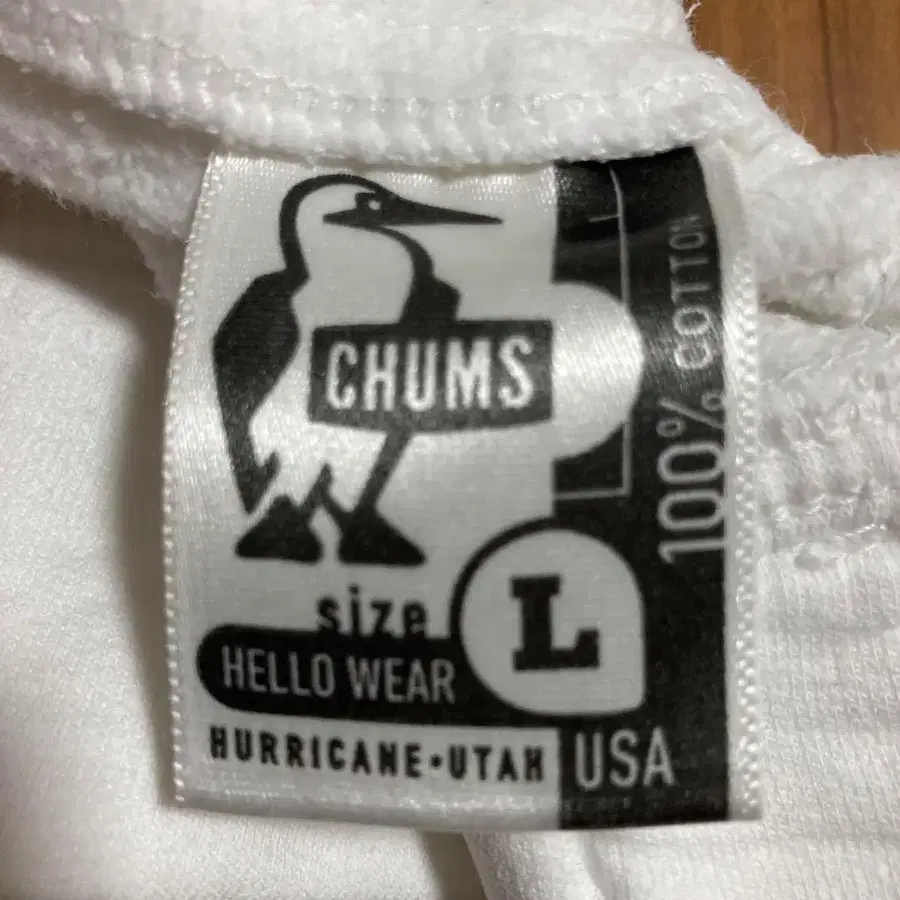 CHUMS
100% COTTON
size
L
HELLO WEAR
HURRICANE•UTAH
USA